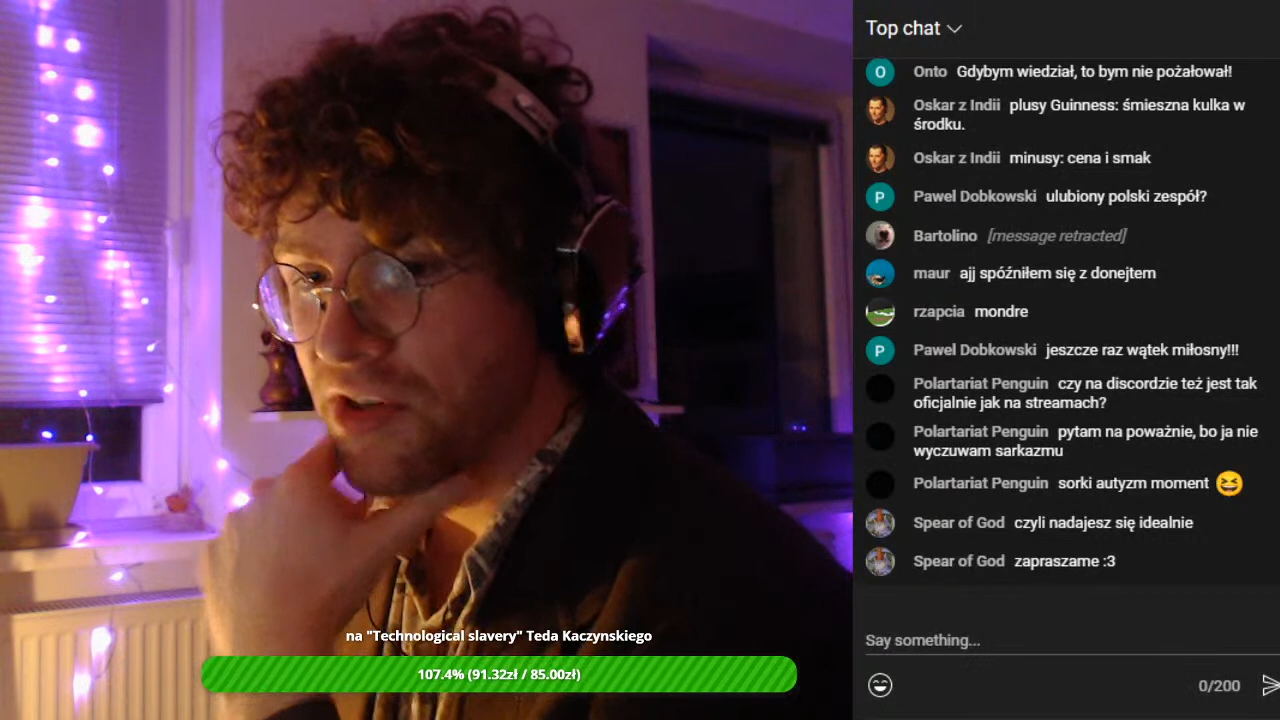 Top chat
O
Onto Gdybym wiedział, to bym nie pożałował!
Oskar z Indii plusy Guinness: śmieszna kulka w
środku.
Oskar z Indii minusy: cena i smak
P
Pawel Dobkowski ulubiony polski zespół?
Bartolino [message retracted]
maur ajj spóźniłem się z donejtem
rzapcia mondre
P
Pawel Dobkowski jeszcze raz wątek miłosny!!!
Polartariat Penguin czy na discordzie też jest tak
oficjalnie jak na streamach?
Polartariat Penguin pytam na poważnie, bo ja nie
wyczuwam sarkazmu
Polartariat Penguin sorki autyzm moment 😆
Spear of God czyli nadajesz się idealnie
Spear of God zapraszame :3
Say something...
0/200
na "Technological slavery" Teda Kaczynskiego
107.4% (91.32zł / 85.00zł)